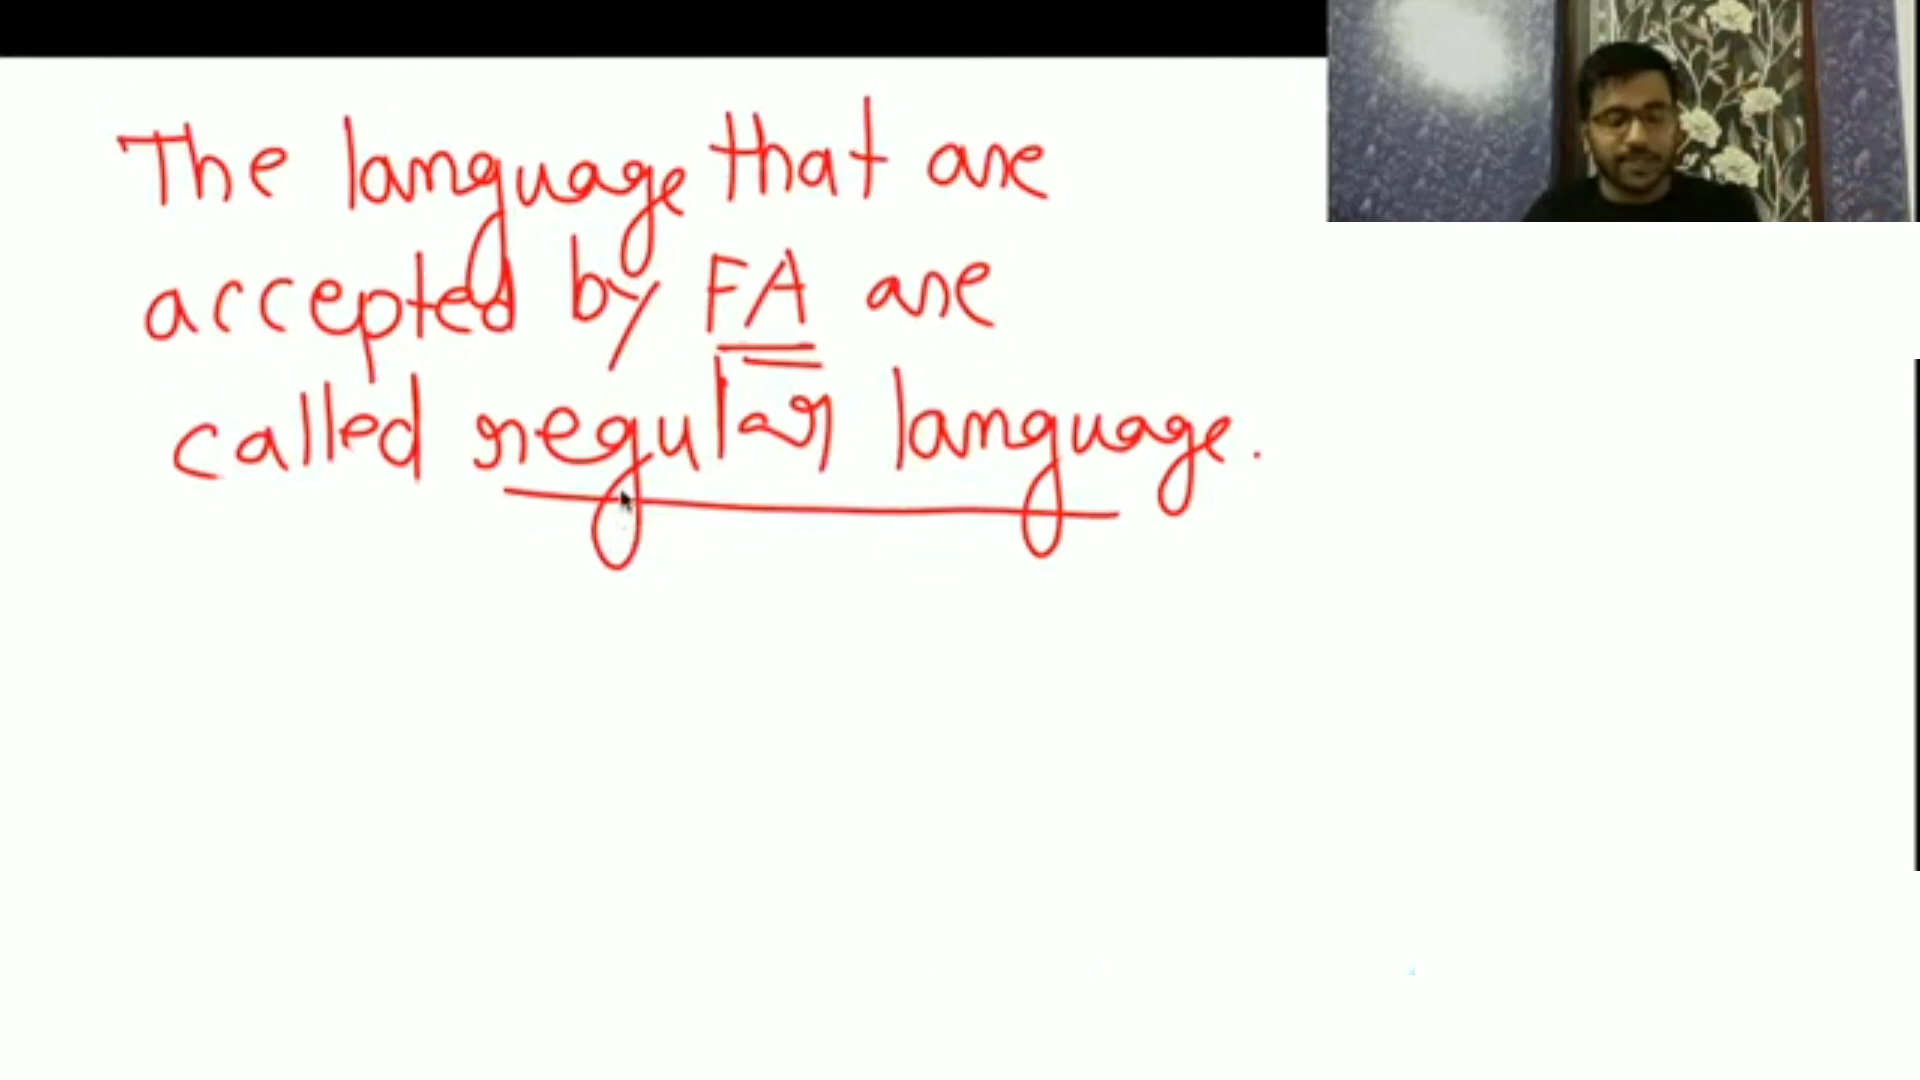 The language that are
accepted by FA are
called regular language.